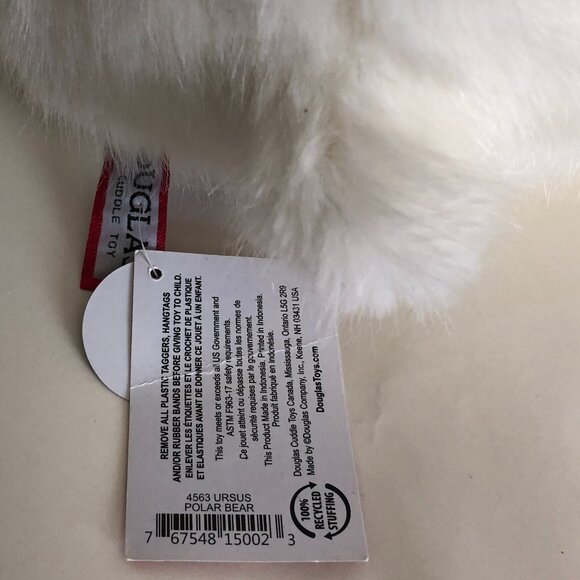 DOUGLAS
CUDDLE TOY
REMOVE ALL PLASTIC TAGGERS, HANGTAGS
AND/OR RUBBER BANDS BEFORE GIVING TOY TO CHILD.
ENLEVER LES ÉTIQUETTES ET LE CROCHET DE PLASTIQUE
ET ELASTIQUES AVANT DE DONNER CE JOUET À UN ENFANT.
This toy meets or exceeds all US Government and
ASTM F963-17 safety requirements.
Ce jouet atteint ou dépasse toutes les normes de
sécurité requises par le gouvernement.
This Product Made in Indonesia. Printed in Indonesia.
Produit fabriqué en Indonésie.
Douglas Cuddle Toys Canada, Mississauga, Ontario L5G 2R9
Made by ©Douglas Company, Inc., Keene, NH 03431 USA
DouglasToys.com
4563 URSUS
POLAR BEAR
7 67548 15002 3
100%
RECYCLED
STUFFING